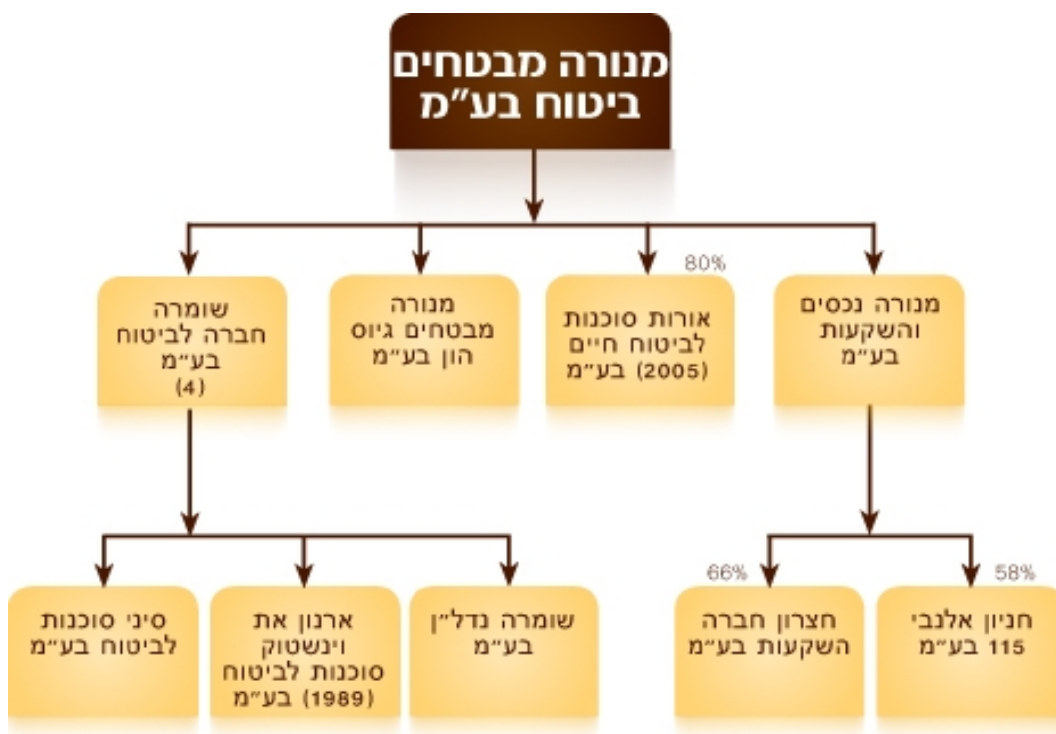 מנורה מבטחים
ביטוח בע"מ
80%
מנורה נכסים
והשקעות
בע"מ
אורות סוכנות
לביטוח חיים
(2005) בע"מ
מנורה
מבטחים גיוס
הון בע"מ
שומרה
חברה לביטוח
בע"מ
(4)
58%
חניון אלנבי
115 בע"מ
66%
חצרון חברה
השקעות בע"מ
שומרה נדל"ן
בע"מ
ארנון את
וינשטוק
סוכנות לביטוח
(1989) בע"מ
סיני סוכנות
לביטוח בע"מ